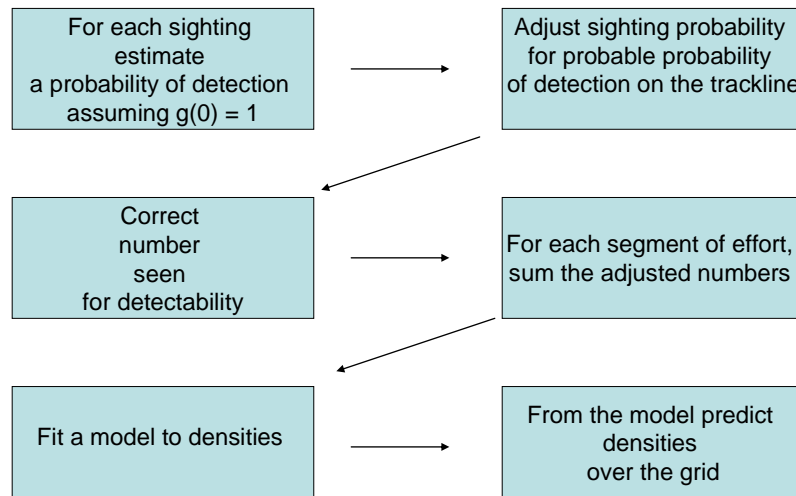 For each sighting
estimate
a probability of detection
assuming g(0) = 1
Adjust sighting probability
for probable probability
of detection on the trackline
Correct
number
seen
for detectability
For each segment of effort,
sum the adjusted numbers
Fit a model to densities
From the model predict
densities
over the grid